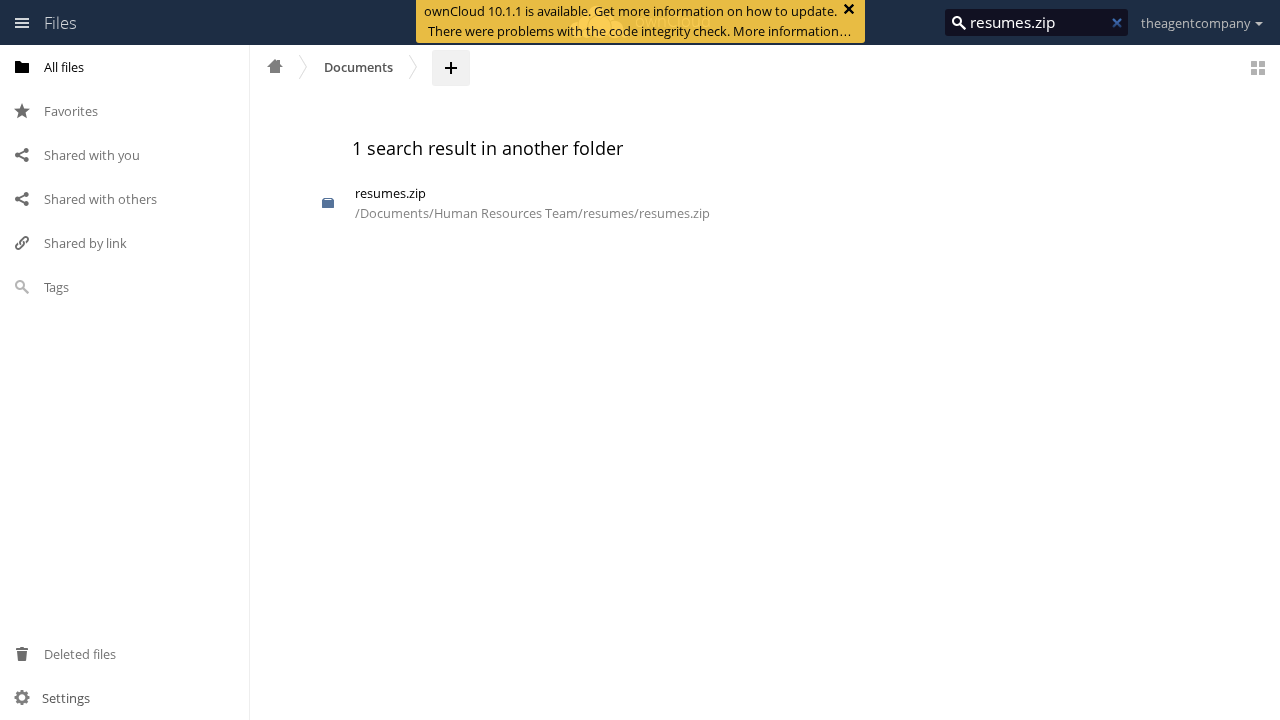 Files
ownCloud 10.1.1 is available. Get more information on how to update.
There were problems with the code integrity check. More information…
ownCloud
resumes.zip
theagentcompany
All files
Favorites
Shared with you
Shared with others
Shared by link
Tags
Deleted files
Settings
Documents
1 search result in another folder
resumes.zip
/Documents/Human Resources Team/resumes/resumes.zip